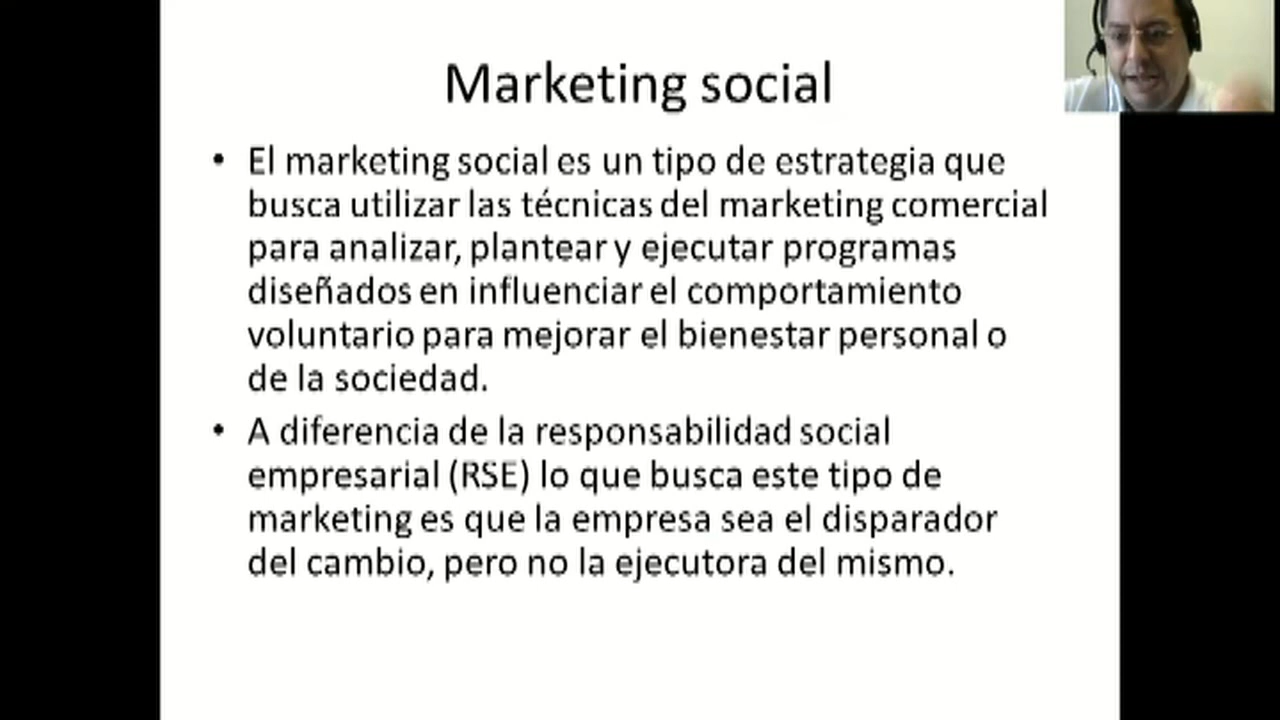 Marketing social
• El marketing social es un tipo de estrategia que
busca utilizar las técnicas del marketing comercial
para analizar, plantear y ejecutar programas
diseñados en influenciar el comportamiento
voluntario para mejorar el bienestar personal o
de la sociedad.
• A diferencia de la responsabilidad social
empresarial (RSE) lo que busca este tipo de
marketing es que la empresa sea el disparador
del cambio, pero no la ejecutora del mismo.